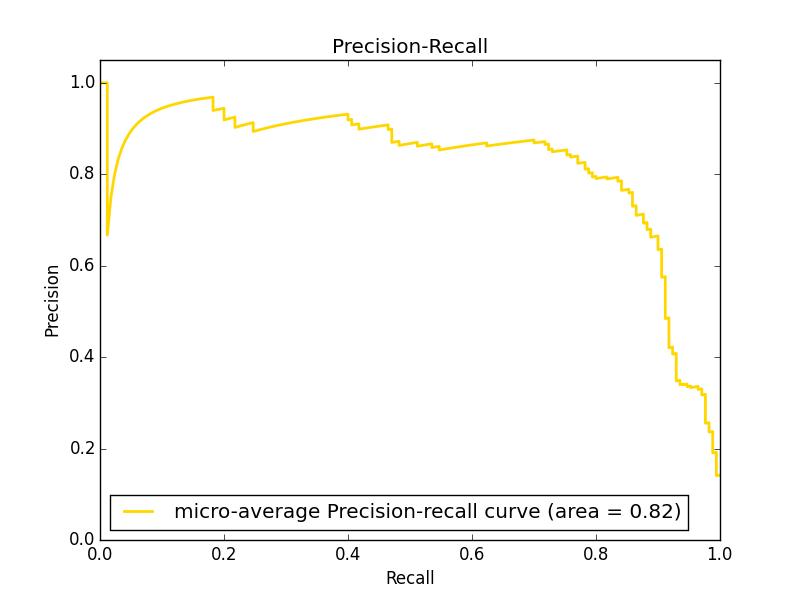 Precision-Recall
1.0
0.8
0.6
0.4
0.2
0.0
Precision
micro-average Precision-recall curve (area = 0.82)
0.0 0.2 0.4 0.6 0.8 1.0
Recall